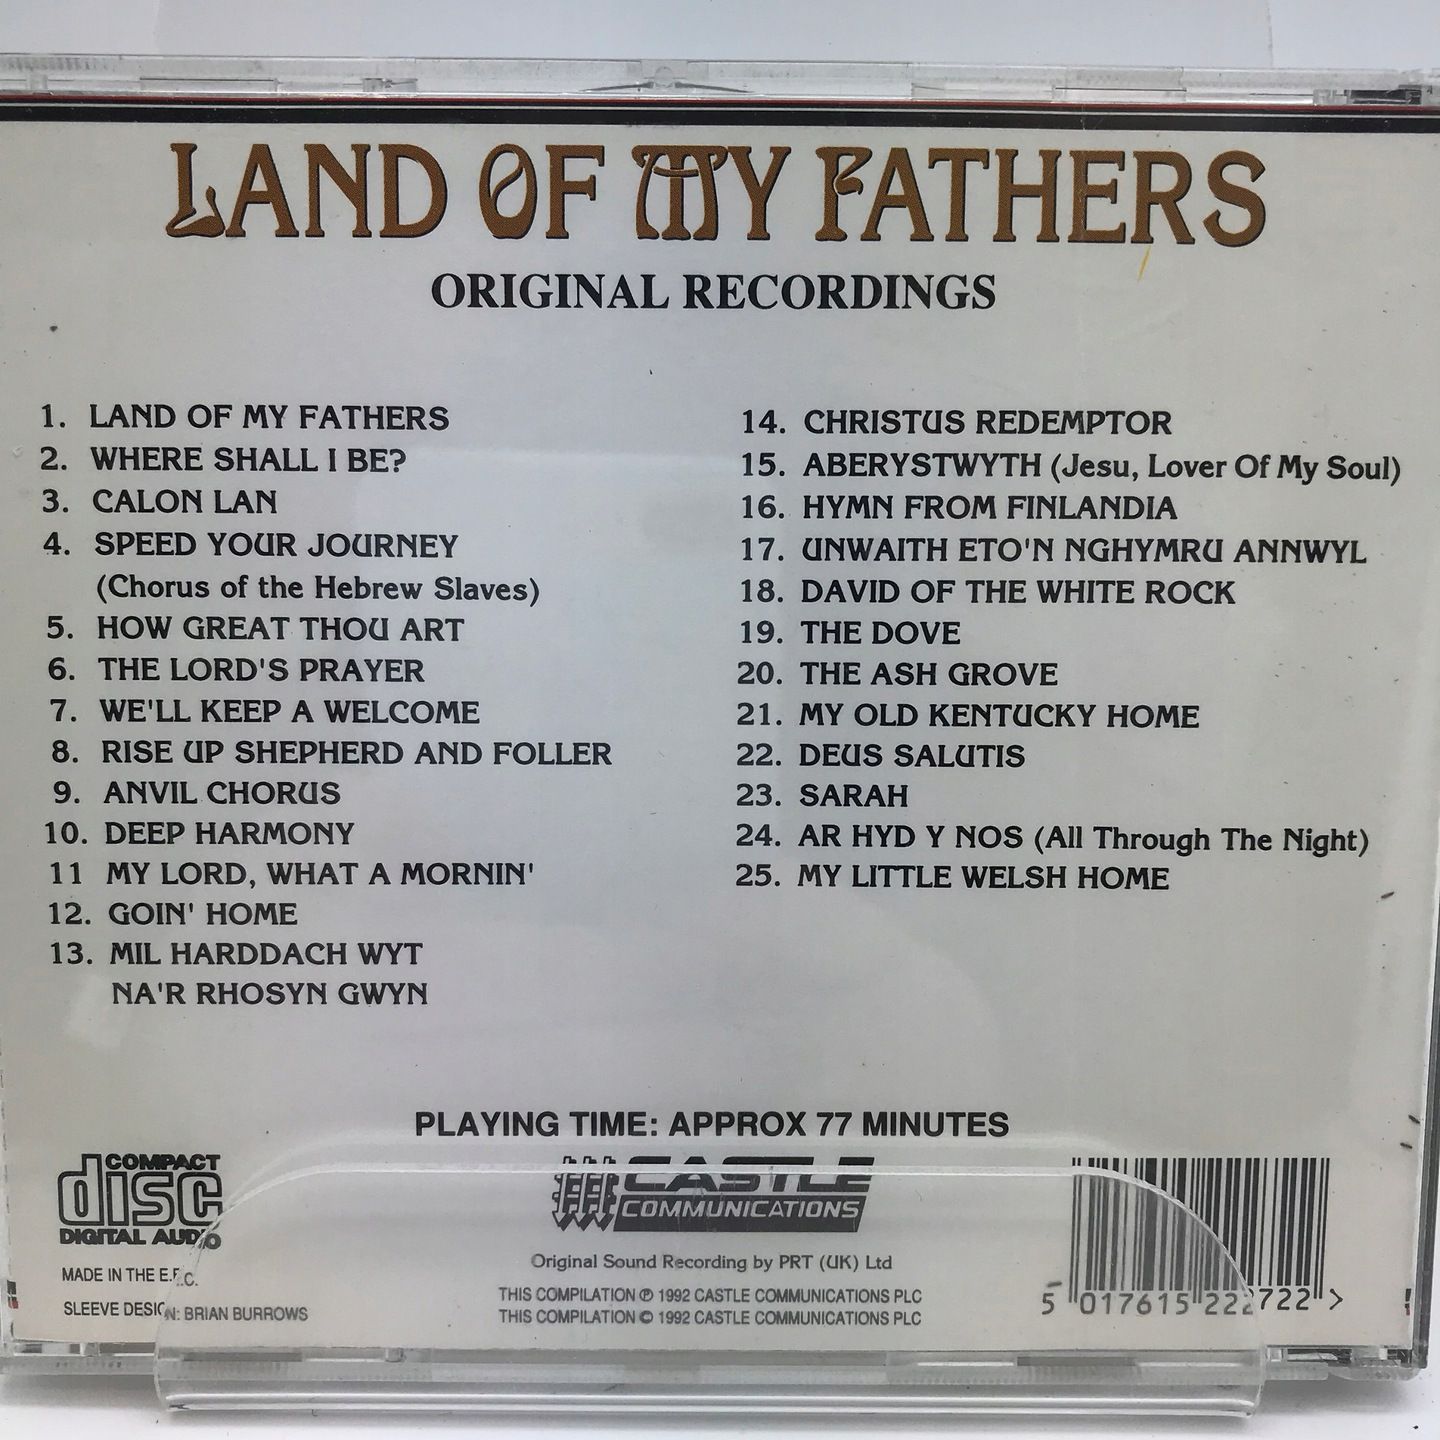 LAND OF MY FATHERS
ORIGINAL RECORDINGS
1. LAND OF MY FATHERS
2. WHERE SHALL I BE?
3. CALON LAN
4. SPEED YOUR JOURNEY
(Chorus of the Hebrew Slaves)
5. HOW GREAT THOU ART
6. THE LORD'S PRAYER
7. WE'LL KEEP A WELCOME
8. RISE UP SHEPHERD AND FOLLER
9. ANVIL CHORUS
10. DEEP HARMONY
11 MY LORD, WHAT A MORNIN'
12. GOIN' HOME
13. MIL HARDDACH WYT
NA'R RHOSYN GWYN
14. CHRISTUS REDEMPTOR
15. ABERYSTWYTH (Jesu, Lover Of My Soul)
16. HYMN FROM FINLANDIA
17. UNWAITH ETO'N NGHYMRU ANNWYL
18. DAVID OF THE WHITE ROCK
19. THE DOVE
20. THE ASH GROVE
21. MY OLD KENTUCKY HOME
22. DEUS SALUTIS
23. SARAH
24. AR HYD Y NOS (All Through The Night)
25. MY LITTLE WELSH HOME
PLAYING TIME: APPROX 77 MINUTES
COMPACT
disc
DIGITAL AUDIO
MADE IN THE E.E.C.
SLEEVE DESIGN: BRIAN BURROWS
CASTLE
COMMUNICATIONS
Original Sound Recording by PRT (UK) Ltd
THIS COMPILATION ℗ 1992 CASTLE COMMUNICATIONS PLC
THIS COMPILATION © 1992 CASTLE COMMUNICATIONS PLC
5 017615 222722 >